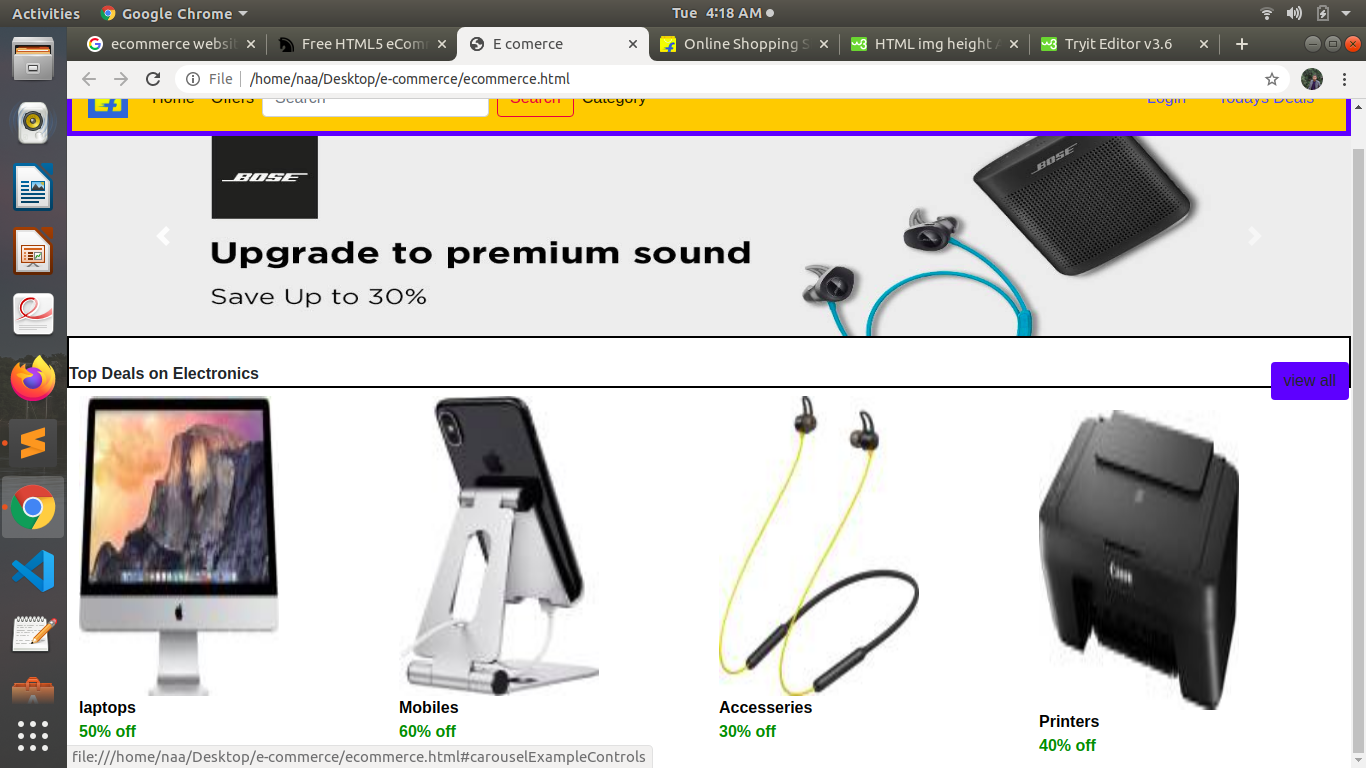 Activities Google Chrome Tue 4:18 AM
ecommerce websi Free HTML5 eCom E comerce Online Shopping S HTML img height A Tryit Editor v3.6
File /home/naa/Desktop/e-commerce/ecommerce.html
Home Offers Search Search Category Login Todays Deals
BOSE
BOSE
Upgrade to premium sound
Save Up to 30%
Top Deals on Electronics view all
laptops Mobiles Accesseries Printers
50% off 60% off 30% off 40% off
file:///home/naa/Desktop/e-commerce/ecommerce.html#carouselExampleControls